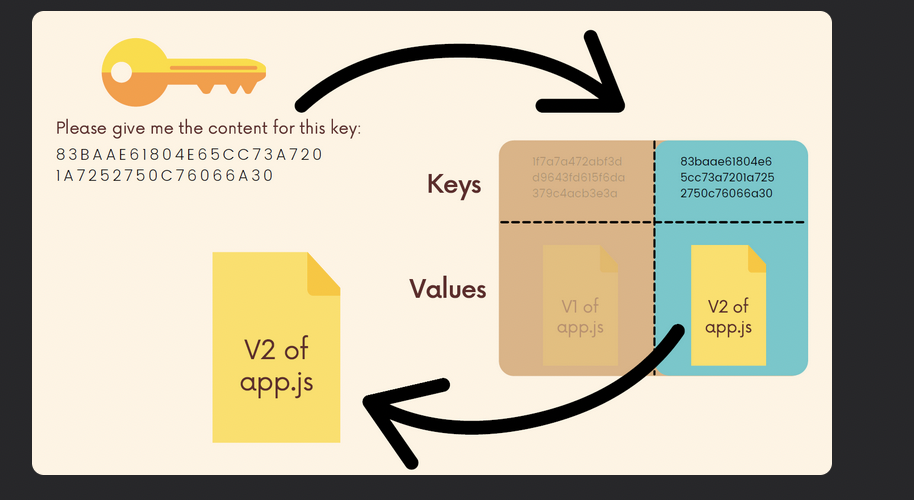 Please give me the content for this key:
83BAAE61804E65CC73A720
1A7252750C76066A30
Keys
1f7a7a472abf3d
d9643fd615f6da
379c4acb3e3a
83baae61804e6
5cc73a7201a725
2750c76066a30
Values
V1 of
app.js
V2 of
app.js
V2 of
app.js